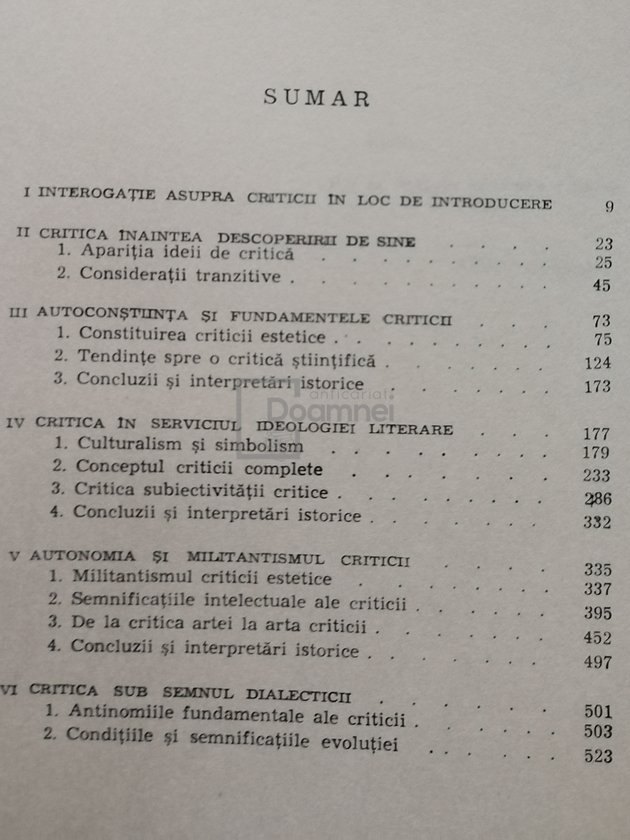 SUMAR
I INTEROGAȚIE ASUPRA CRITICII ÎN LOC DE INTRODUCERE 9
II CRITICA ÎNAINTEA DESCOPERIRII DE SINE . . . . 23
1. Apariția ideii de critică . . . . . . . 25
2. Considerații tranzitive . . . . . . . . 45
III AUTOCONȘTIINȚA ȘI FUNDAMENTELE CRITICII . . . 73
1. Constituirea criticii estetice . . . . . . . 75
2. Tendințe spre o critică științifică . . . . . . 124
3. Concluzii și interpretări istorice . . . . . . 173
anticariat
Doamnei
IV CRITICA ÎN SERVICIUL IDEOLOGIEI LITERARE . . . 177
1. Culturalism și simbolism . . . . . . . 179
2. Conceptul criticii complete . . . . . . . 233
3. Critica subiectivității critice . . . . . . . 286
4. Concluzii și interpretări istorice . . . . . . 332
V AUTONOMIA ȘI MILITANTISMUL CRITICII . . . . 335
1. Militantismul criticii estetice . . . . . . 337
2. Semnificațiile intelectuale ale criticii . . . . . 395
3. De la critica artei la arta criticii . . . . . . 452
4. Concluzii și interpretări istorice . . . . . . 497
VI CRITICA SUB SEMNUL DIALECTICII . . . . . 501
1. Antinomiile fundamentale ale criticii . . . . . 503
2. Condițiile și semnificațiile evoluției . . . . . 523